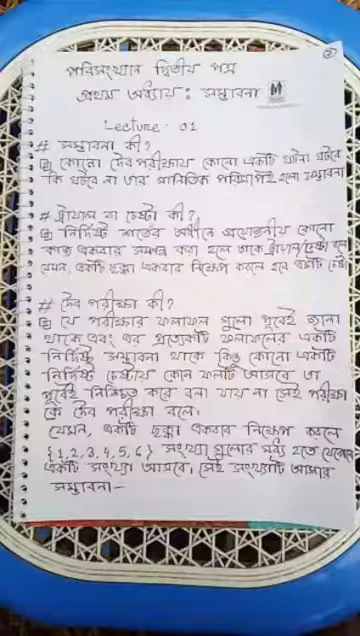 পরিসংখ্যান দ্বিতীয় পত্র
প্রথম অধ্যায়ঃ সম্ভাবনা M
Lecture - 01
# সম্ভাবনা কী?
কোনো দৈব পরীক্ষায় কোনো একটি ঘটনা ঘটবে
কি ঘটবে না তার গানিতিক পরিমাপই হলো সম্ভাবনা
# ট্রায়াল বা চেষ্টা কী?
নির্দিষ্ট শর্তের অধীনে প্রয়োজনীয় কোনো
কাজ একবার সম্পন্ন করা হলে তাকে ট্রায়াল/চেষ্টা বলে
যেমন, একটি ছক্কা একবার নিক্ষেপ করলে হবে একটি চেষ্টা
# দৈব পরীক্ষা কী?
যে পরীক্ষার ফলাফল গুলো পূর্বেই জানা
থাকে এবং এর প্রত্যেকটি ফলাফলের একটি
নির্দিষ্ট সম্ভাবনা থাকে কিন্তু কোনো একটি
নির্দিষ্ট চেষ্টায় কোন ফলটি আসবে তা
পূর্বেই নিশ্চিত করে বলা যায় না সেই পরীক্ষা
কে দৈব পরীক্ষা বলে।
যেমন, একটি ছক্কা একবার নিক্ষেপ করলে
{1,2,3,4,5,6} সংখ্যা গুলোর মধ্য হতে যেকোনো
একটি সংখ্যা আসবে। সেই সংখ্যাটি আসার
সম্ভাবনা—